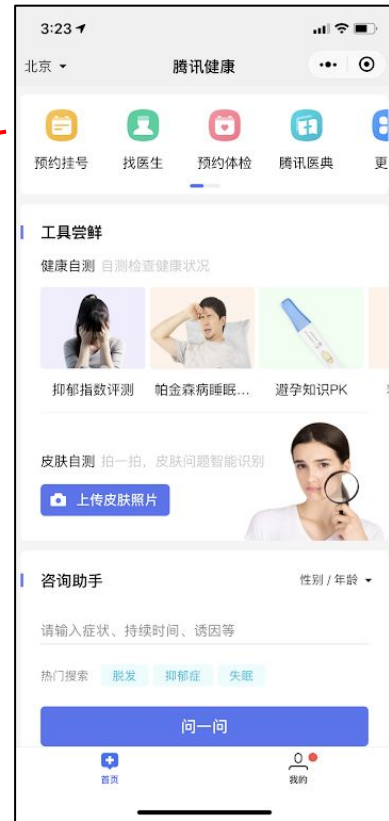 3:23
北京
腾讯健康
预约挂号 找医生 预约体检 腾讯医典
工具尝鲜
健康自测 自测检查健康状况
抑郁指数评测 帕金森病睡眠... 避孕知识PK
皮肤自测 拍一拍，皮肤问题智能识别
上传皮肤照片
咨询助手 性别 / 年龄
请输入症状、持续时间、诱因等
热门搜索 脱发 抑郁症 失眠
问一问
首页 我的